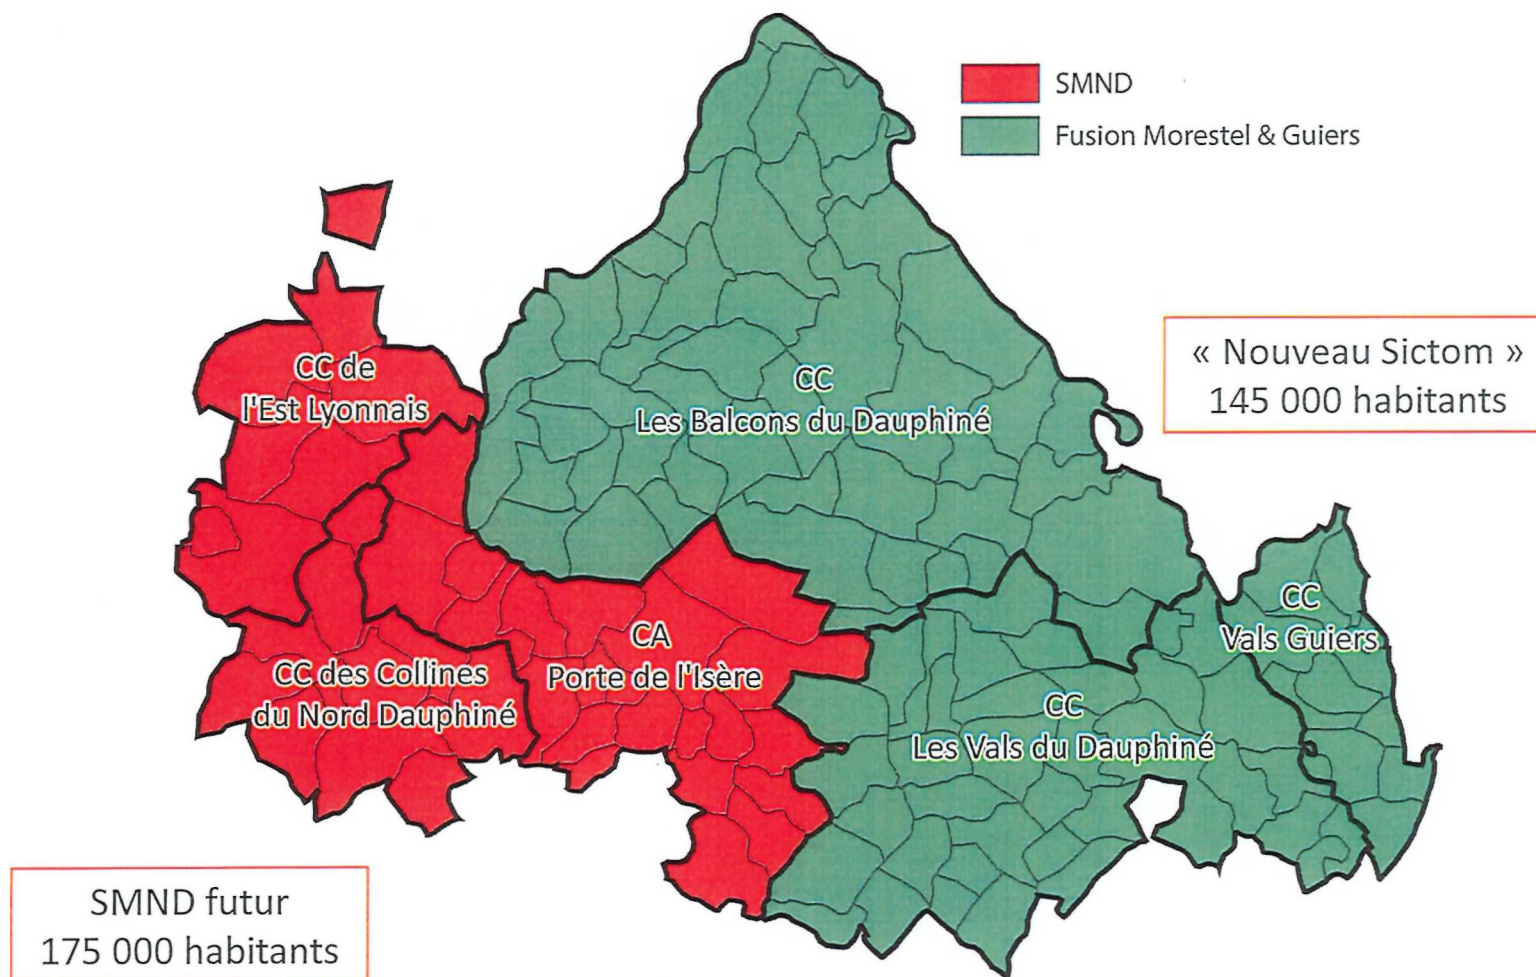 SMND
Fusion Morestel & Guiers
CC de
l'Est Lyonnais
CC
Les Balcons du Dauphiné
« Nouveau Sictom »
145 000 habitants
CC
Vals Guiers
CA
Porte de l'Isère
CC des Collines
du Nord Dauphiné
CC
Les Vals du Dauphiné
SMND futur
175 000 habitants